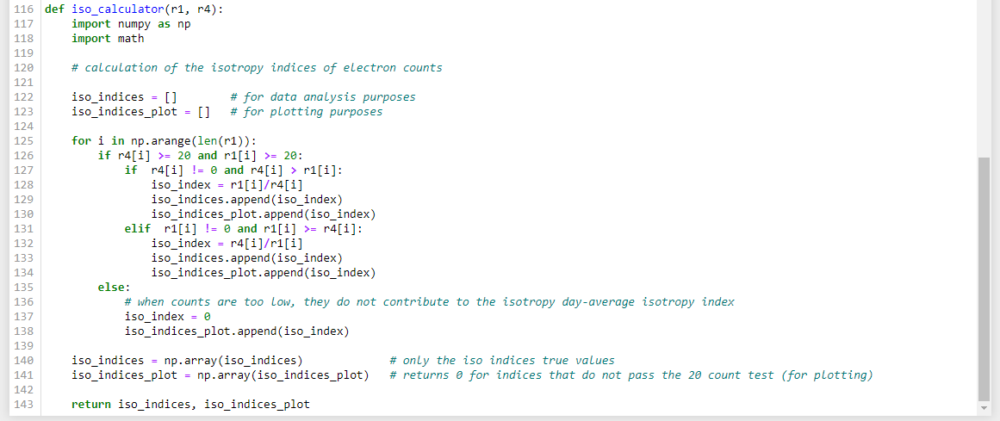 116 def iso_calculator(r1, r4):
117     import numpy as np
118     import math
119
120     # calculation of the isotropy indices of electron counts
121
122     iso_indices = []        # for data analysis purposes
123     iso_indices_plot = []   # for plotting purposes
124
125     for i in np.arange(len(r1)):
126         if r4[i] >= 20 and r1[i] >= 20:
127             if  r4[i] != 0 and r4[i] > r1[i]:
128                 iso_index = r1[i]/r4[i]
129                 iso_indices.append(iso_index)
130                 iso_indices_plot.append(iso_index)
131             elif  r1[i] != 0 and r1[i] >= r4[i]:
132                 iso_index = r4[i]/r1[i]
133                 iso_indices.append(iso_index)
134                 iso_indices_plot.append(iso_index)
135         else:
136             # when counts are too low, they do not contribute to the isotropy day-average isotropy index
137             iso_index = 0
138             iso_indices_plot.append(iso_index)
139
140     iso_indices = np.array(iso_indices)             # only the iso indices true values
141     iso_indices_plot = np.array(iso_indices_plot)   # returns 0 for indices that do not pass the 20 count test (for plotting)
142
143     return iso_indices, iso_indices_plot